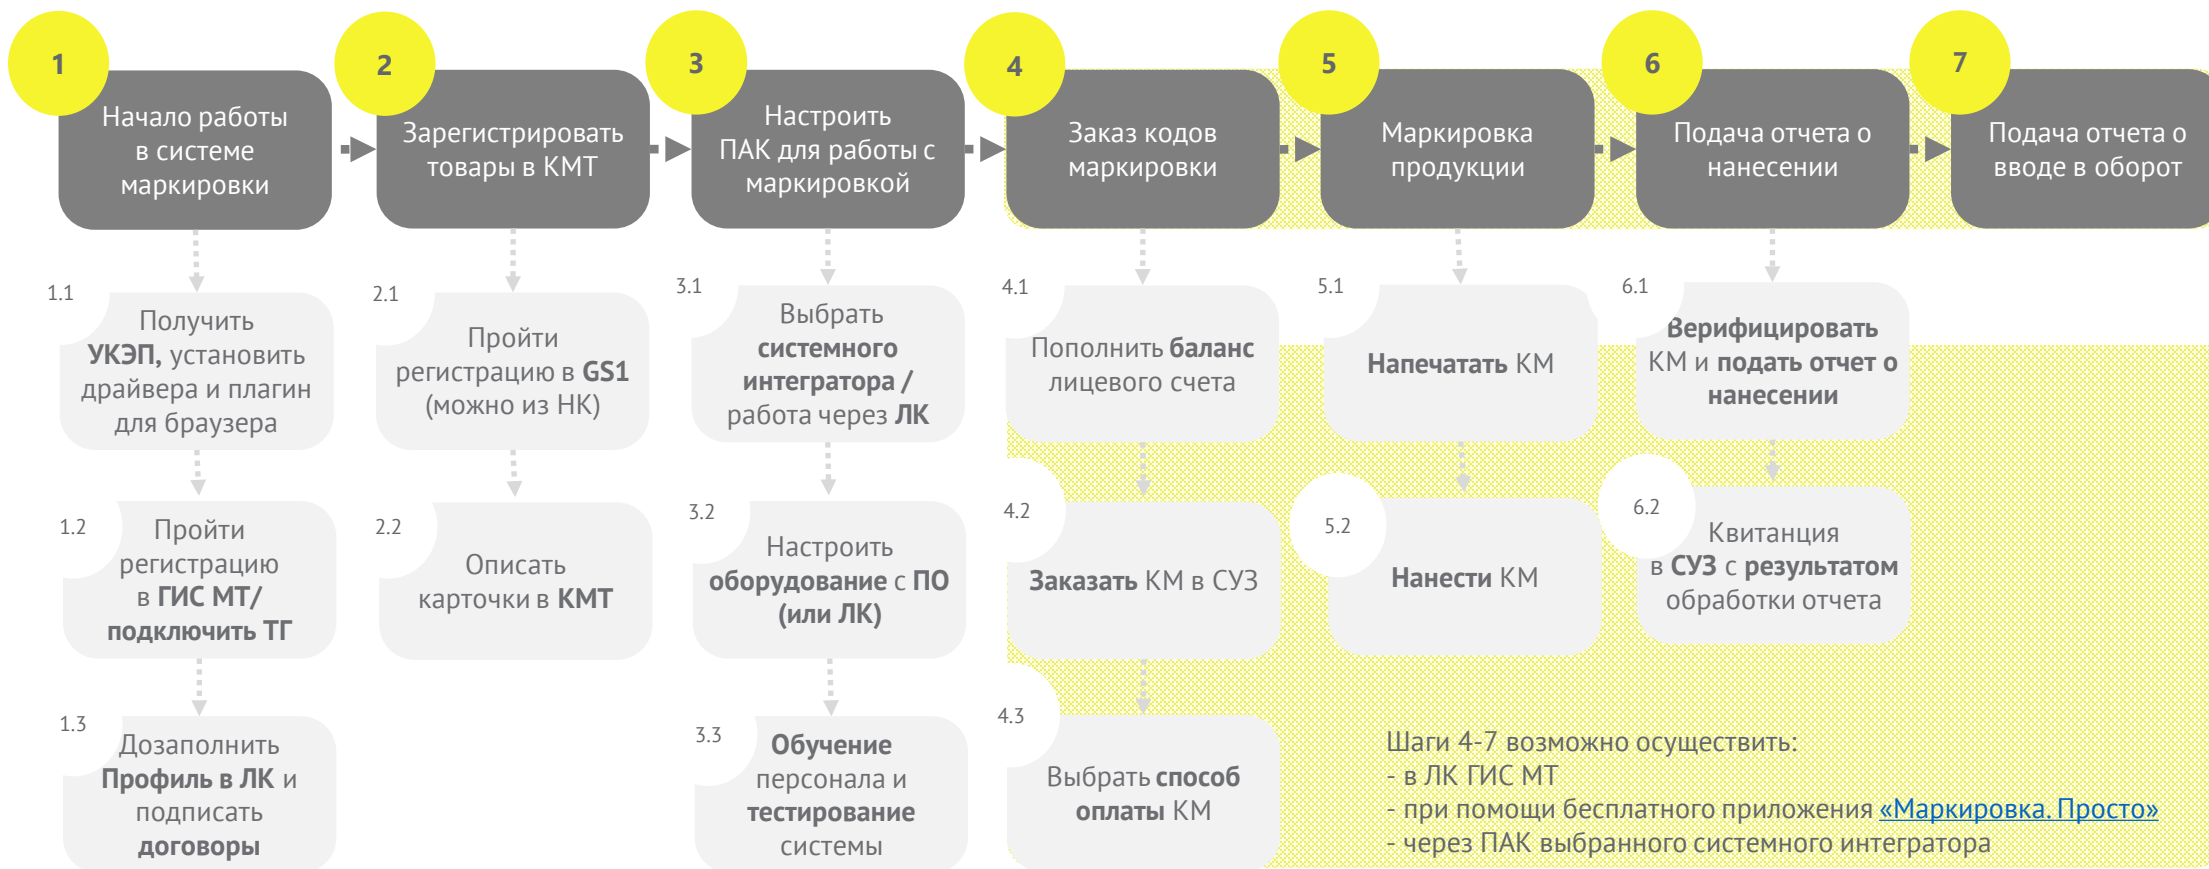 1
Начало работы
в системе
маркировки
2
Зарегистрировать
товары в КМТ
3
Настроить
ПАК для работы с
маркировкой
4
Заказ кодов
маркировки
5
Маркировка
продукции
6
Подача отчета о
нанесении
7
Подача отчета о
вводе в оборот
1.1
Получить
УКЭП, установить
драйвера и плагин
для браузера
1.2
Пройти
регистрацию
в ГИС МТ/
подключить ТГ
1.3
Дозаполнить
Профиль в ЛК и
подписать
договоры
2.1
Пройти
регистрацию в GS1
(можно из НК)
2.2
Описать
карточки в КМТ
3.1
Выбрать
системного
интегратора /
работа через ЛК
3.2
Настроить
оборудование с ПО
(или ЛК)
3.3
Обучение
персонала и
тестирование
системы
4.1
Пополнить баланс
лицевого счета
4.2
Заказать КМ в СУЗ
4.3
Выбрать способ
оплаты КМ
5.1
Напечатать КМ
5.2
Нанести КМ
6.1
Верифицировать
КМ и подать отчет о
нанесении
6.2
Квитанция
в СУЗ с результатом
обработки отчета
Шаги 4-7 возможно осуществить:
- в ЛК ГИС МТ
- при помощи бесплатного приложения «Маркировка. Просто»
- через ПАК выбранного системного интегратора